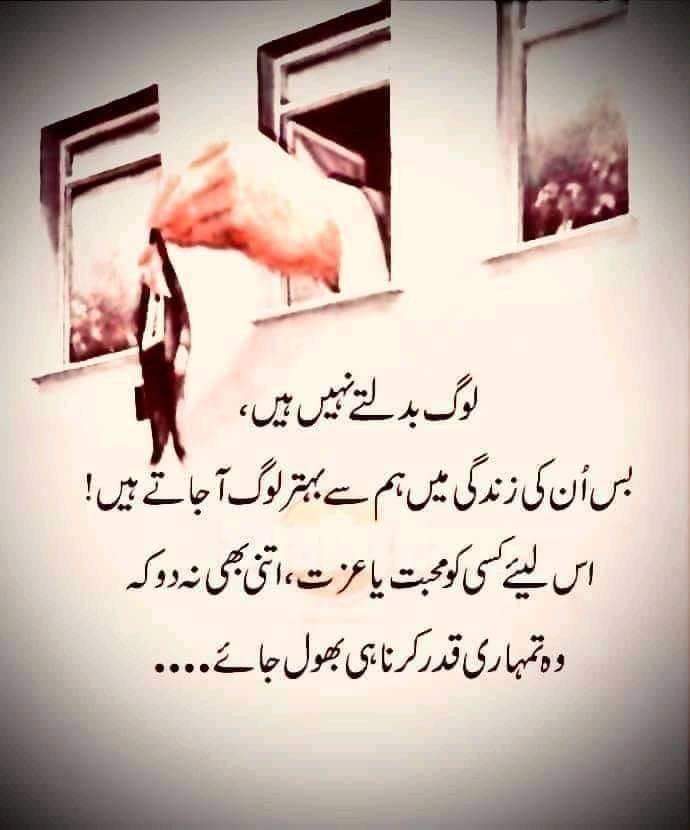 لوگ بدلتے نہیں ہیں،
بس اُن کی زندگی میں ہم سے بہتر لوگ آ جاتے ہیں!
اس لیئے کسی کو محبت یا عزت، اتنی بھی نہ دو کہ
وہ تمہاری قدر کرنا ہی بھول جائے....